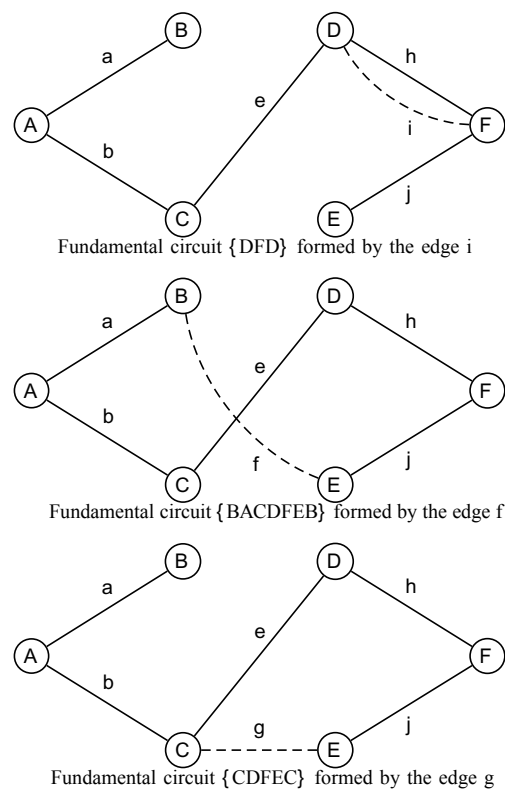 B D
a h
e
A i F
b j
C E
Fundamental circuit {DFD} formed by the edge i
B D
a h
e
A F
b f j
C E
Fundamental circuit {BACDFEB} formed by the edge f
B D
a h
e
A F
b g j
C E
Fundamental circuit {CDFEC} formed by the edge g